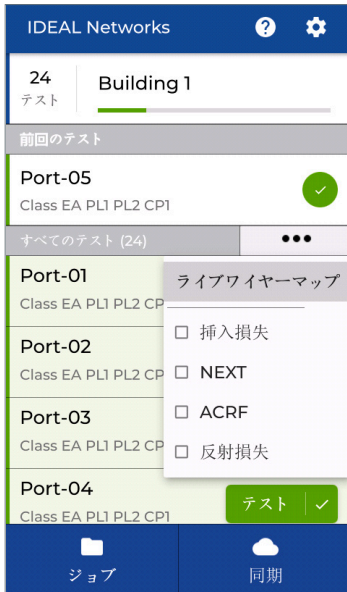 IDEAL Networks
24
テスト
Building 1
前回のテスト
Port-05
Class EA PL1 PL2 CP1
すべてのテスト (24)
Port-01
Class EA PL1 PL2 CP
ライブワイヤーマップ
挿入損失
Port-02
Class EA PL1 PL2 CP
NEXT
ACRF
Port-03
Class EA PL1 PL2 CP
反射損失
Port-04
Class EA PL1 PL2 CP1
テスト
ジョブ
同期